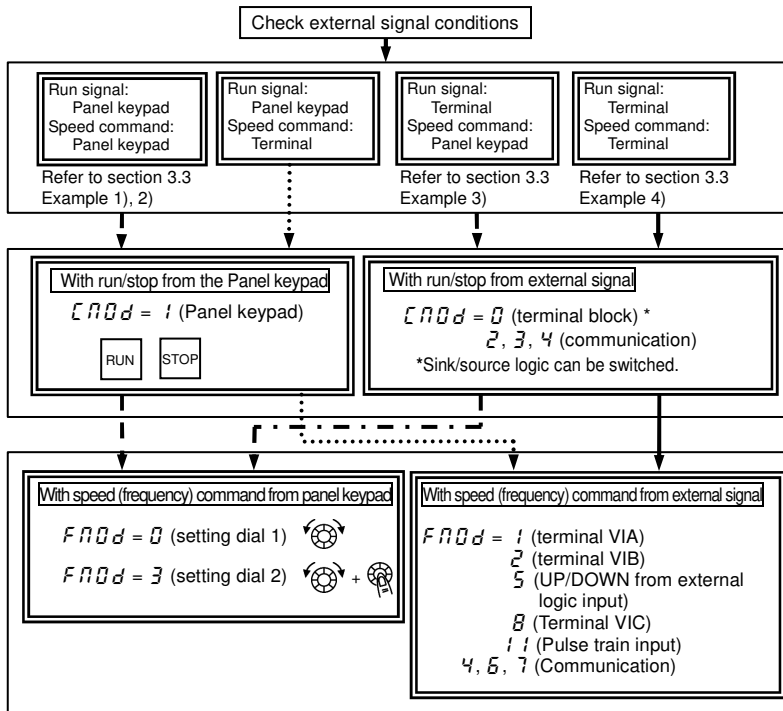 Check external signal conditions
Run signal:
Panel keypad
Speed command:
Panel keypad
Run signal:
Panel keypad
Speed command:
Terminal
Run signal:
Terminal
Speed command:
Panel keypad
Run signal:
Terminal
Speed command:
Terminal
Refer to section 3.3
Example 1), 2)
Refer to section 3.3
Example 3)
Refer to section 3.3
Example 4)
With run/stop from the Panel keypad
CMOd = 1 (Panel keypad)
RUN STOP
With run/stop from external signal
CMOd = 0 (terminal block) *
2, 3, 4 (communication)
*Sink/source logic can be switched.
With speed (frequency) command from panel keypad
FMOd = 0 (setting dial 1)
FMOd = 3 (setting dial 2) +
With speed (frequency) command from external signal
FMOd = 1 (terminal VIA)
2 (terminal VIB)
5 (UP/DOWN from external
logic input)
8 (Terminal VIC)
11 (Pulse train input)
4, 6, 7 (Communication)